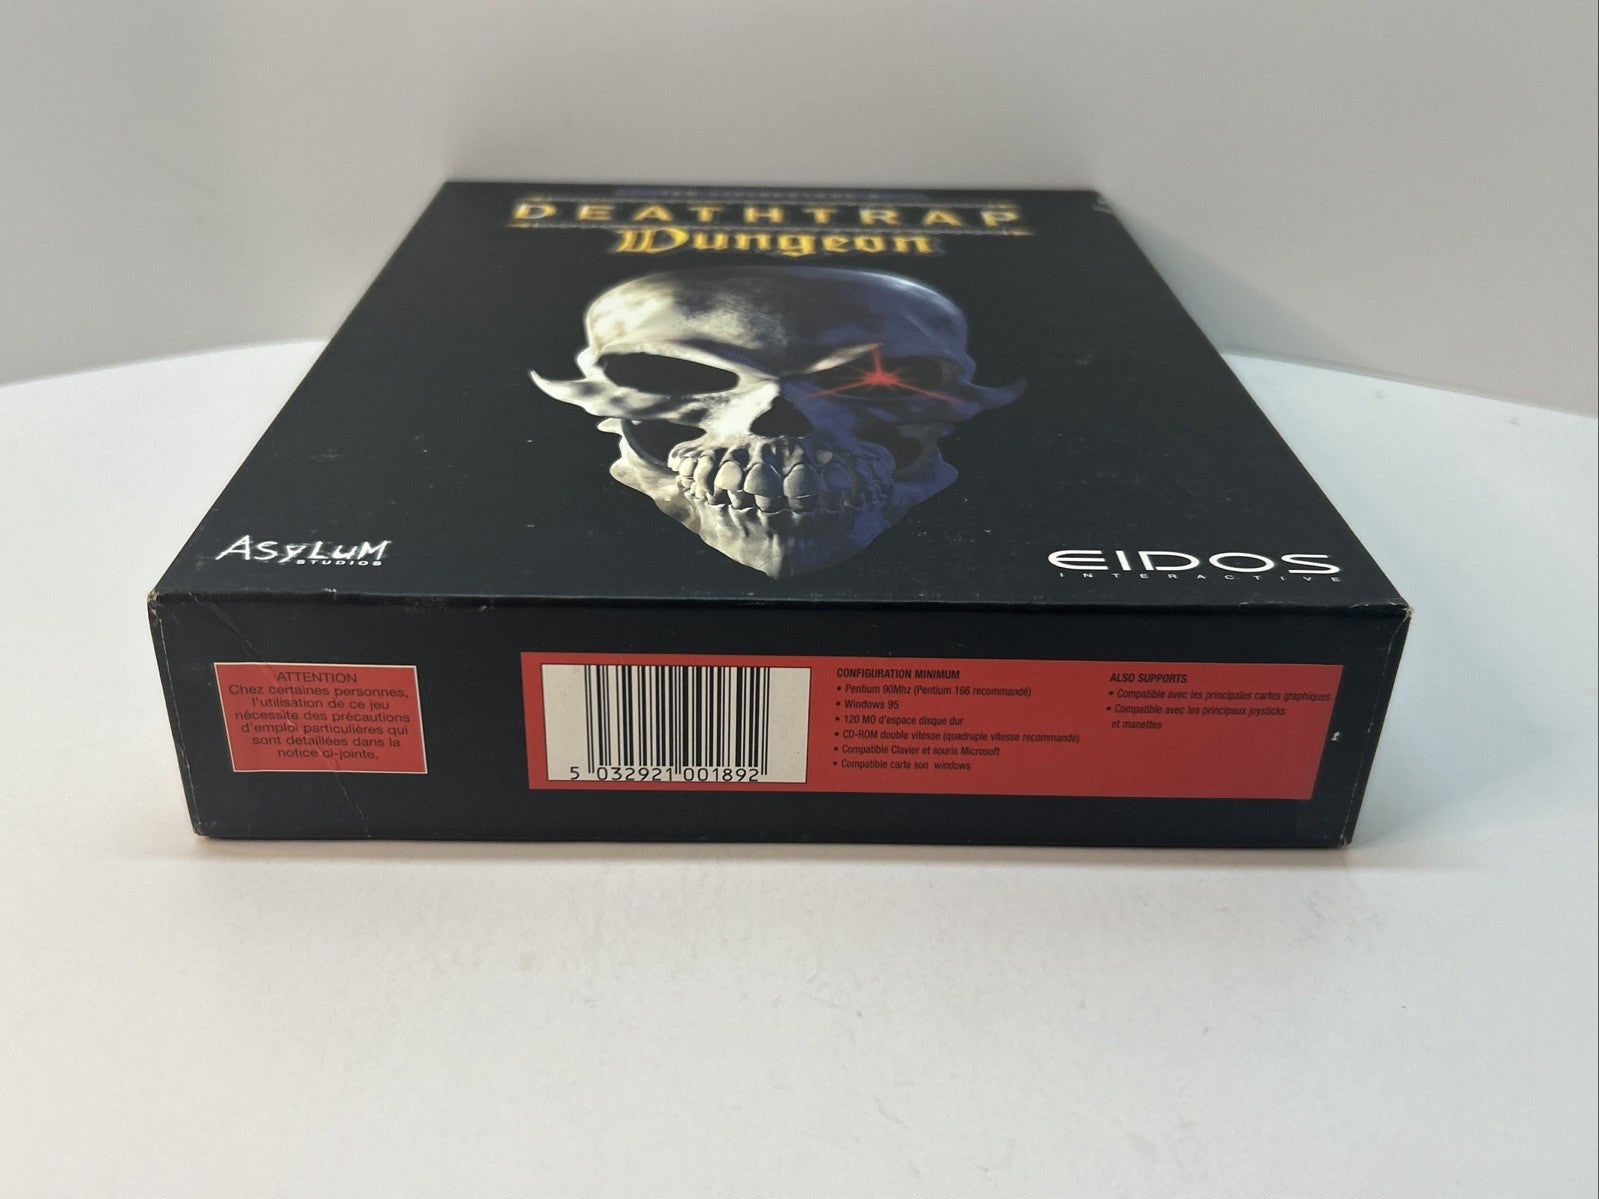 DEATHTRAP
Dungeon
ASYLUM
STUDIOS
EIDOS
INTERACTIVE
ATTENTION
Chez certaines personnes,
l'utilisation de ce jeu
nécessite des précautions
d'emploi particulières qui
sont detaillées dans la
notice ci-jointe.
5 032921 001892
CONFIGURATION MINIMUM
• Pentium 90Mhz (Pentium 166 recommandé)
• Windows 95
• 120 MO d'espace disque dur
• CD-ROM double vitesse (quadruple vitesse recommandé)
• Compatible Clavier et souris Microsoft
• Compatible carte son windows
ALSO SUPPORTS
• Compatible avec les principales cartes graphiques
• Compatible avec les principaux joysticks
et manettes